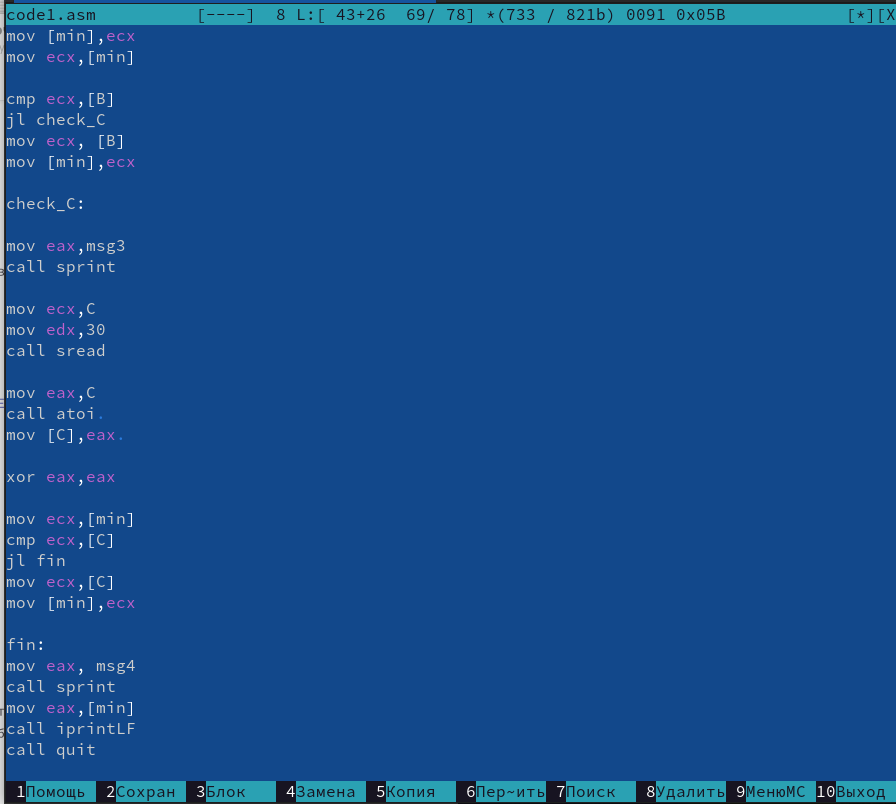 code1.asm [----] 8 L:[ 43+26 69/ 78] *(733 / 821b) 0091 0x05B [*][X
mov [min],ecx
mov ecx,[min]
cmp ecx,[B]
jl check_C
mov ecx, [B]
mov [min],ecx
check_C:
mov eax,msg3
call sprint
mov ecx,C
mov edx,30
call sread
mov eax,C
call atoi.
mov [C],eax.
xor eax,eax
mov ecx,[min]
cmp ecx,[C]
jl fin
mov ecx,[C]
mov [min],ecx
fin:
mov eax, msg4
call sprint
mov eax,[min]
call iprintLF
call quit
1Помощь 2Сохран 3Блок 4Замена 5Копия 6Пер~ить 7Поиск 8Удалить 9МенюМС 10Выход